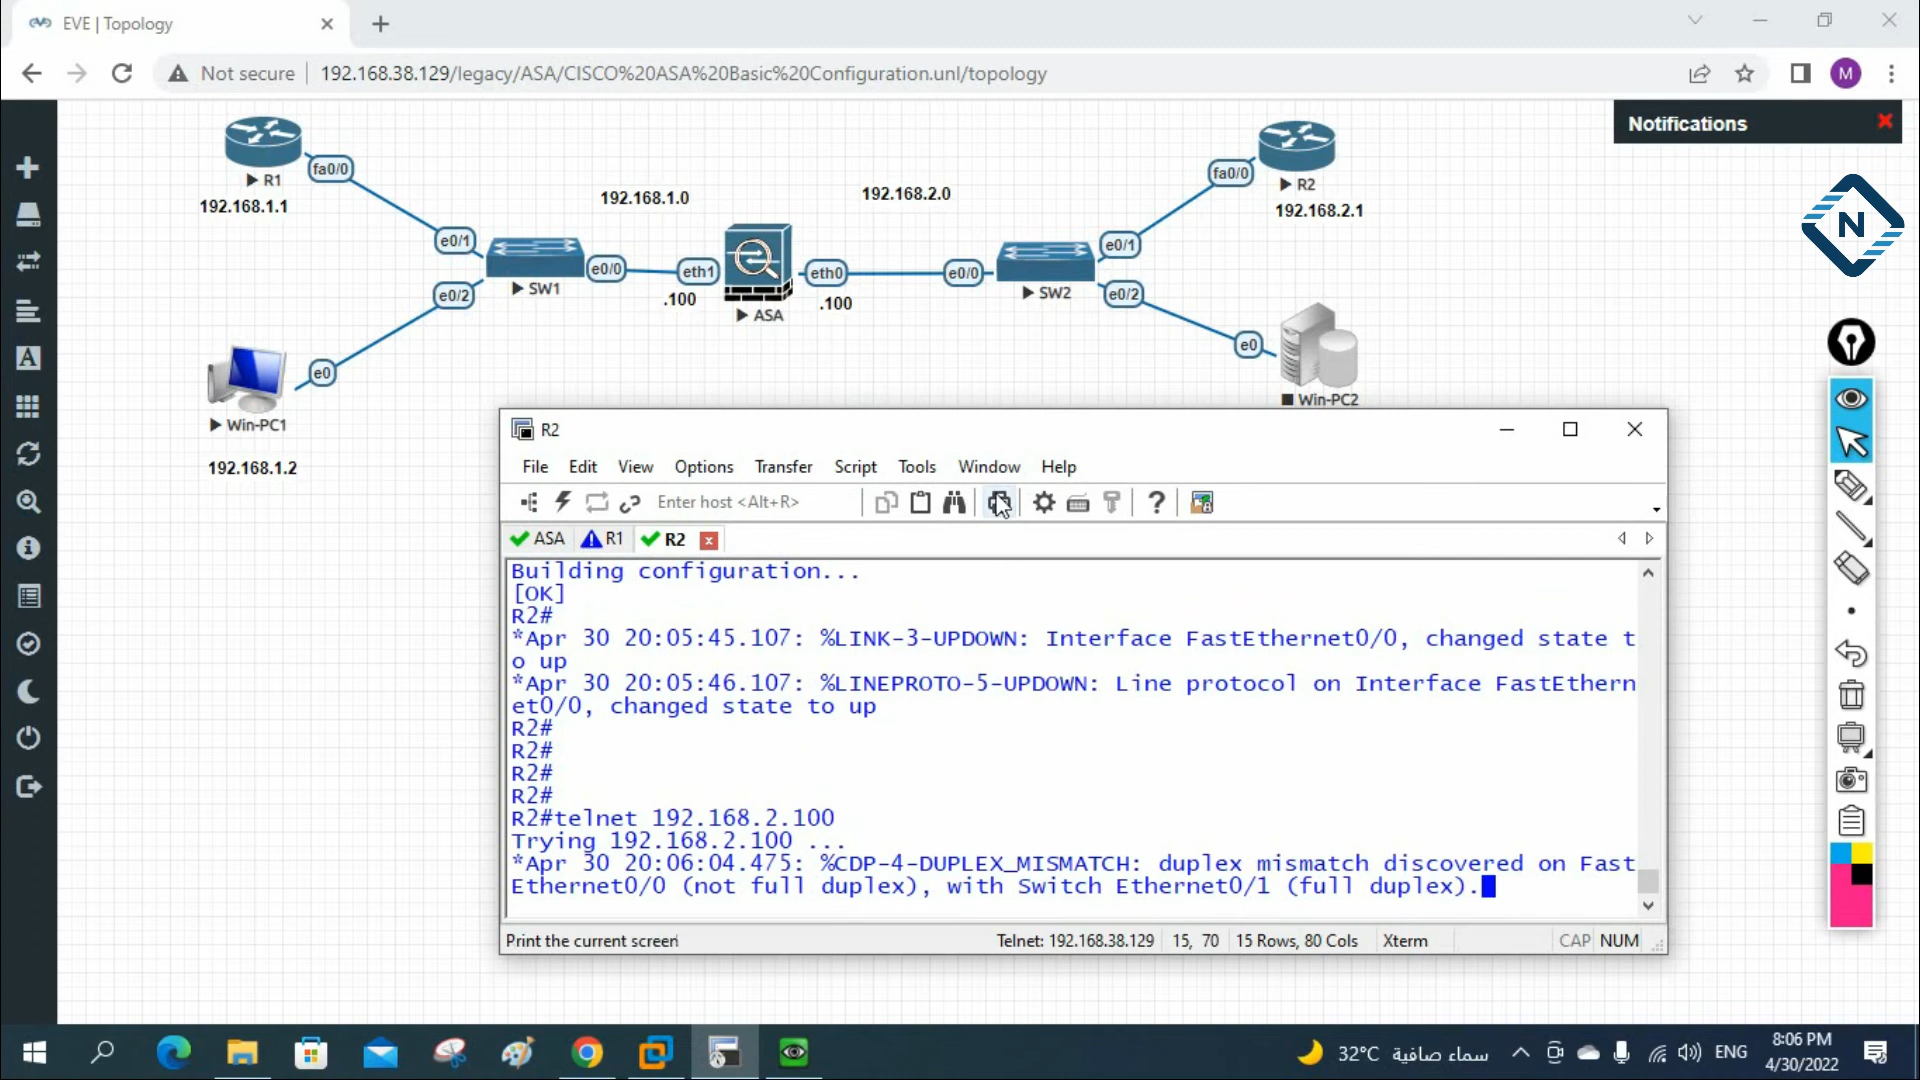 EVE | Topology
Not secure
192.168.38.129/legacy/ASA/CISCO%20ASA%20Basic%20Configuration.unl/topology
M
Notifications
N
R1
fa0/0
192.168.1.1
192.168.1.0
192.168.2.0
fa0/0
R2
192.168.2.1
e0/1
e0/0
eth1
eth0
e0/0
e0/1
e0/2
SW1
.100
ASA
.100
SW2
e0/2
e0
Win-PC1
192.168.1.2
e0
Win-PC2
R2
File Edit View Options Transfer Script Tools Window Help
Enter host <Alt+R>
ASA R1 R2
Building configuration...
[OK]
R2#
*Apr 30 20:05:45.107: %LINK-3-UPDOWN: Interface FastEthernet0/0, changed state t
o up
*Apr 30 20:05:46.107: %LINEPROTO-5-UPDOWN: Line protocol on Interface FastEthern
et0/0, changed state to up
R2#
R2#
R2#
R2#
R2#telnet 192.168.2.100
Trying 192.168.2.100 ...
*Apr 30 20:06:04.475: %CDP-4-DUPLEX_MISMATCH: duplex mismatch discovered on Fast
Ethernet0/0 (not full duplex), with Switch Ethernet0/1 (full duplex).
Print the current screen
Telnet: 192.168.38.129 15, 70 15 Rows, 80 Cols Xterm CAP NUM
32°C سماء صافية
ENG
8:06 PM
4/30/2022